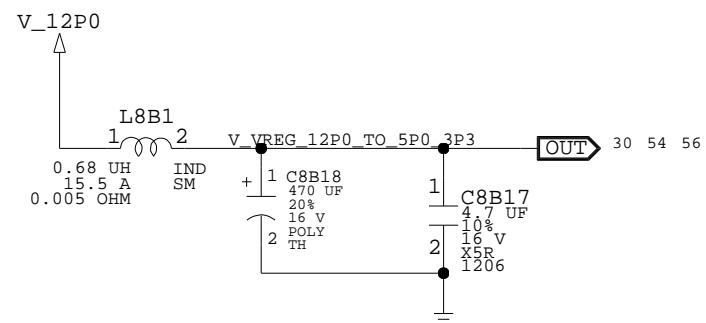 V_12P0
L8B1
1 2
V_VREG_12P0_TO_5P0_3P3
OUT 30 54 56
0.68 UH IND
15.5 A SM
0.005 OHM
+ 1 C8B18
470 UF
20%
16 V
POLY
2 TH
1 C8B17
4.7 UF
10%
16 V
2 X5R
1206